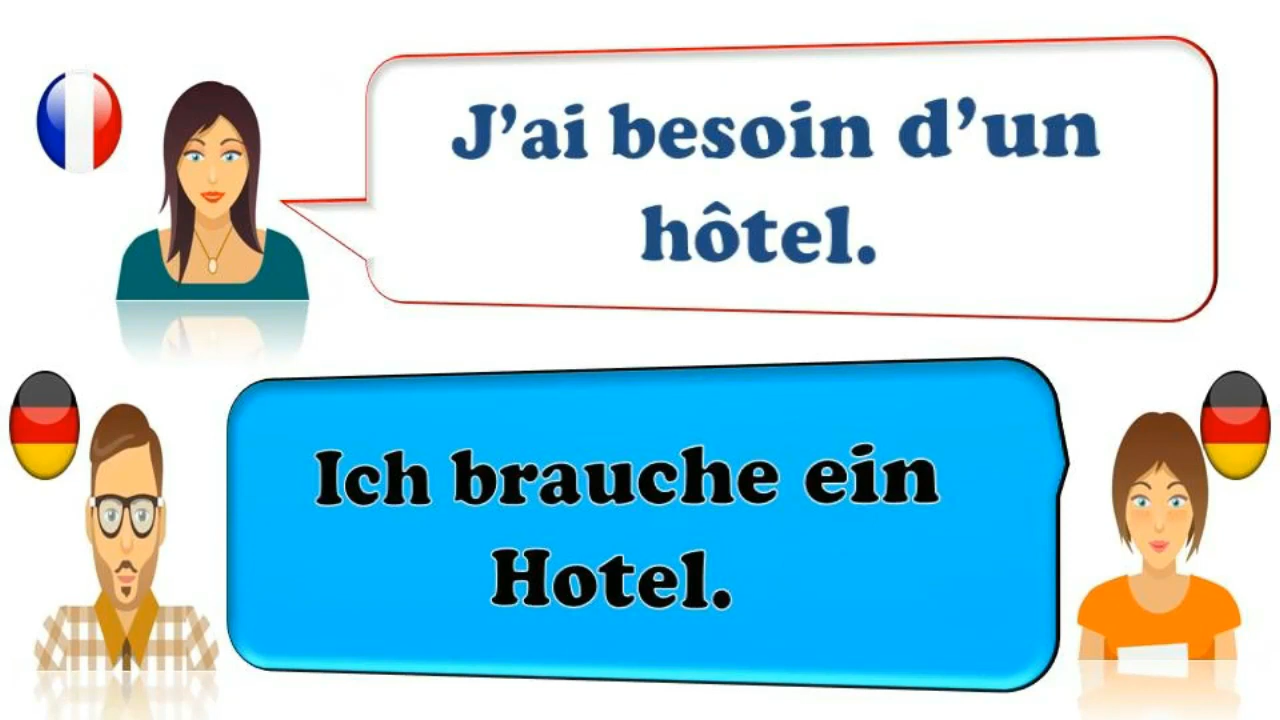 J’ai besoin d’un
hôtel.
Ich brauche ein
Hotel.